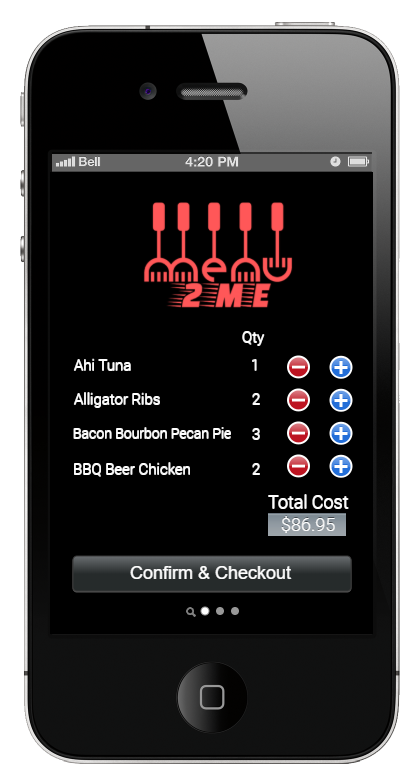 Bell 4:20 PM
menu
2 ME
Qty
Ahi Tuna 1
Alligator Ribs 2
Bacon Bourbon Pecan Pie 3
BBQ Beer Chicken 2
Total Cost
$86.95
Confirm & Checkout